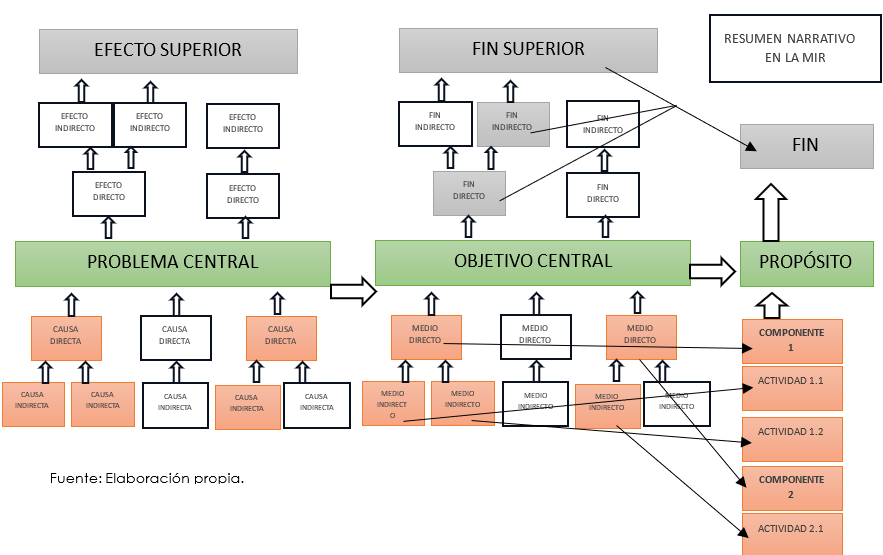 EFECTO SUPERIOR
FIN SUPERIOR
RESUMEN NARRATIVO
EN LA MIR
EFECTO
INDIRECTO
EFECTO
INDIRECTO
EFECTO
INDIRECTO
FIN
INDIRECTO
FIN
INDIRECTO
FIN
INDIRECTO
FIN
EFECTO
DIRECTO
EFECTO
DIRECTO
FIN
DIRECTO
FIN
DIRECTO
PROBLEMA CENTRAL
OBJETIVO CENTRAL
PROPÓSITO
CAUSA
DIRECTA
CAUSA
DIRECTA
CAUSA
DIRECTA
MEDIO
DIRECTO
MEDIO
DIRECTO
MEDIO
DIRECTO
COMPONENTE
1
CAUSA
INDIRECTA
CAUSA
INDIRECTA
CAUSA
INDIRECTA
CAUSA
INDIRECTA
CAUSA
INDIRECTA
MEDIO
INDIRECT
O
MEDIO
INDIRECTO
MEDIO
INDIRECTO
MEDIO
INDIRECTO
MEDIO
INDIRECTO
ACTIVIDAD 1.1
ACTIVIDAD 1.2
COMPONENTE
2
ACTIVIDAD 2.1
Fuente: Elaboración propia.